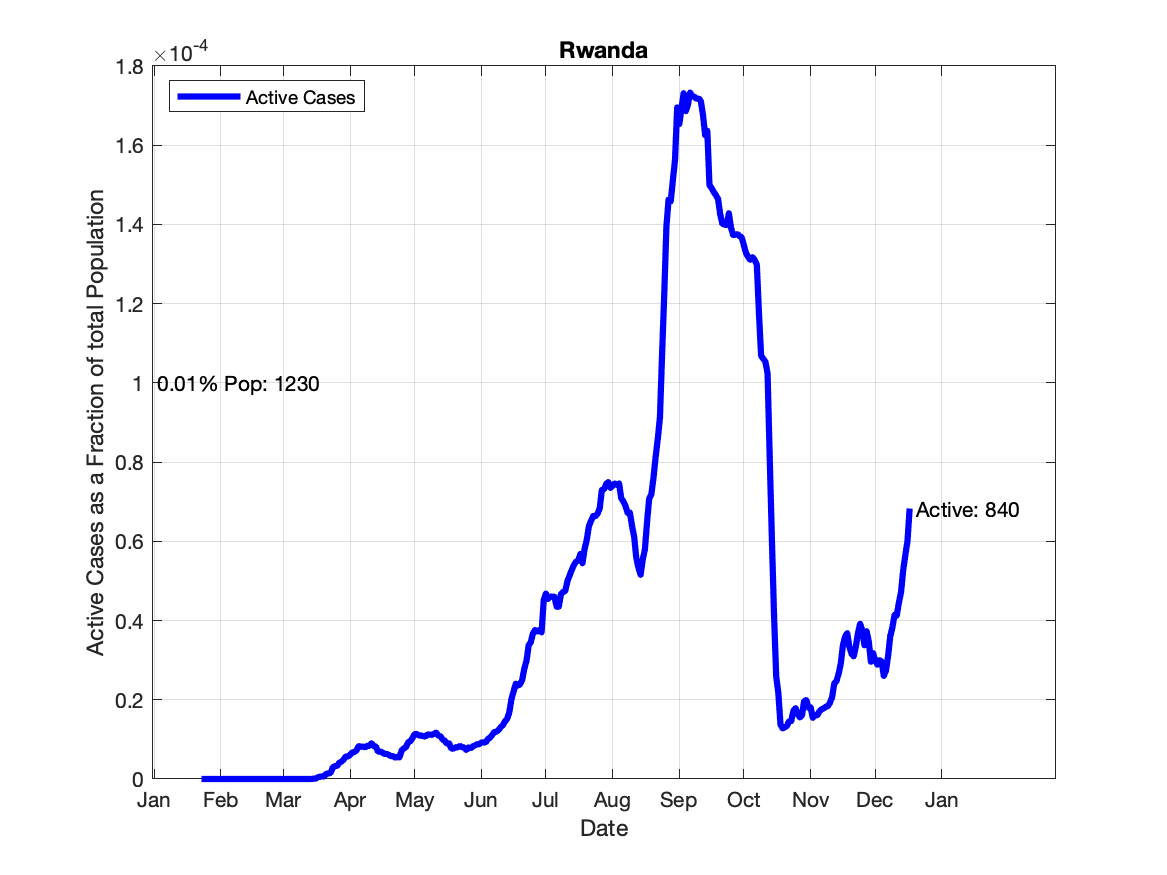 Rwanda
×10⁻⁴
1.8
1.6
1.4
1.2
1
0.8
0.6
0.4
0.2
0
Active Cases
0.01% Pop: 1230
Active: 840
Active Cases as a Fraction of total Population
Jan Feb Mar Apr May Jun Jul Aug Sep Oct Nov Dec Jan
Date